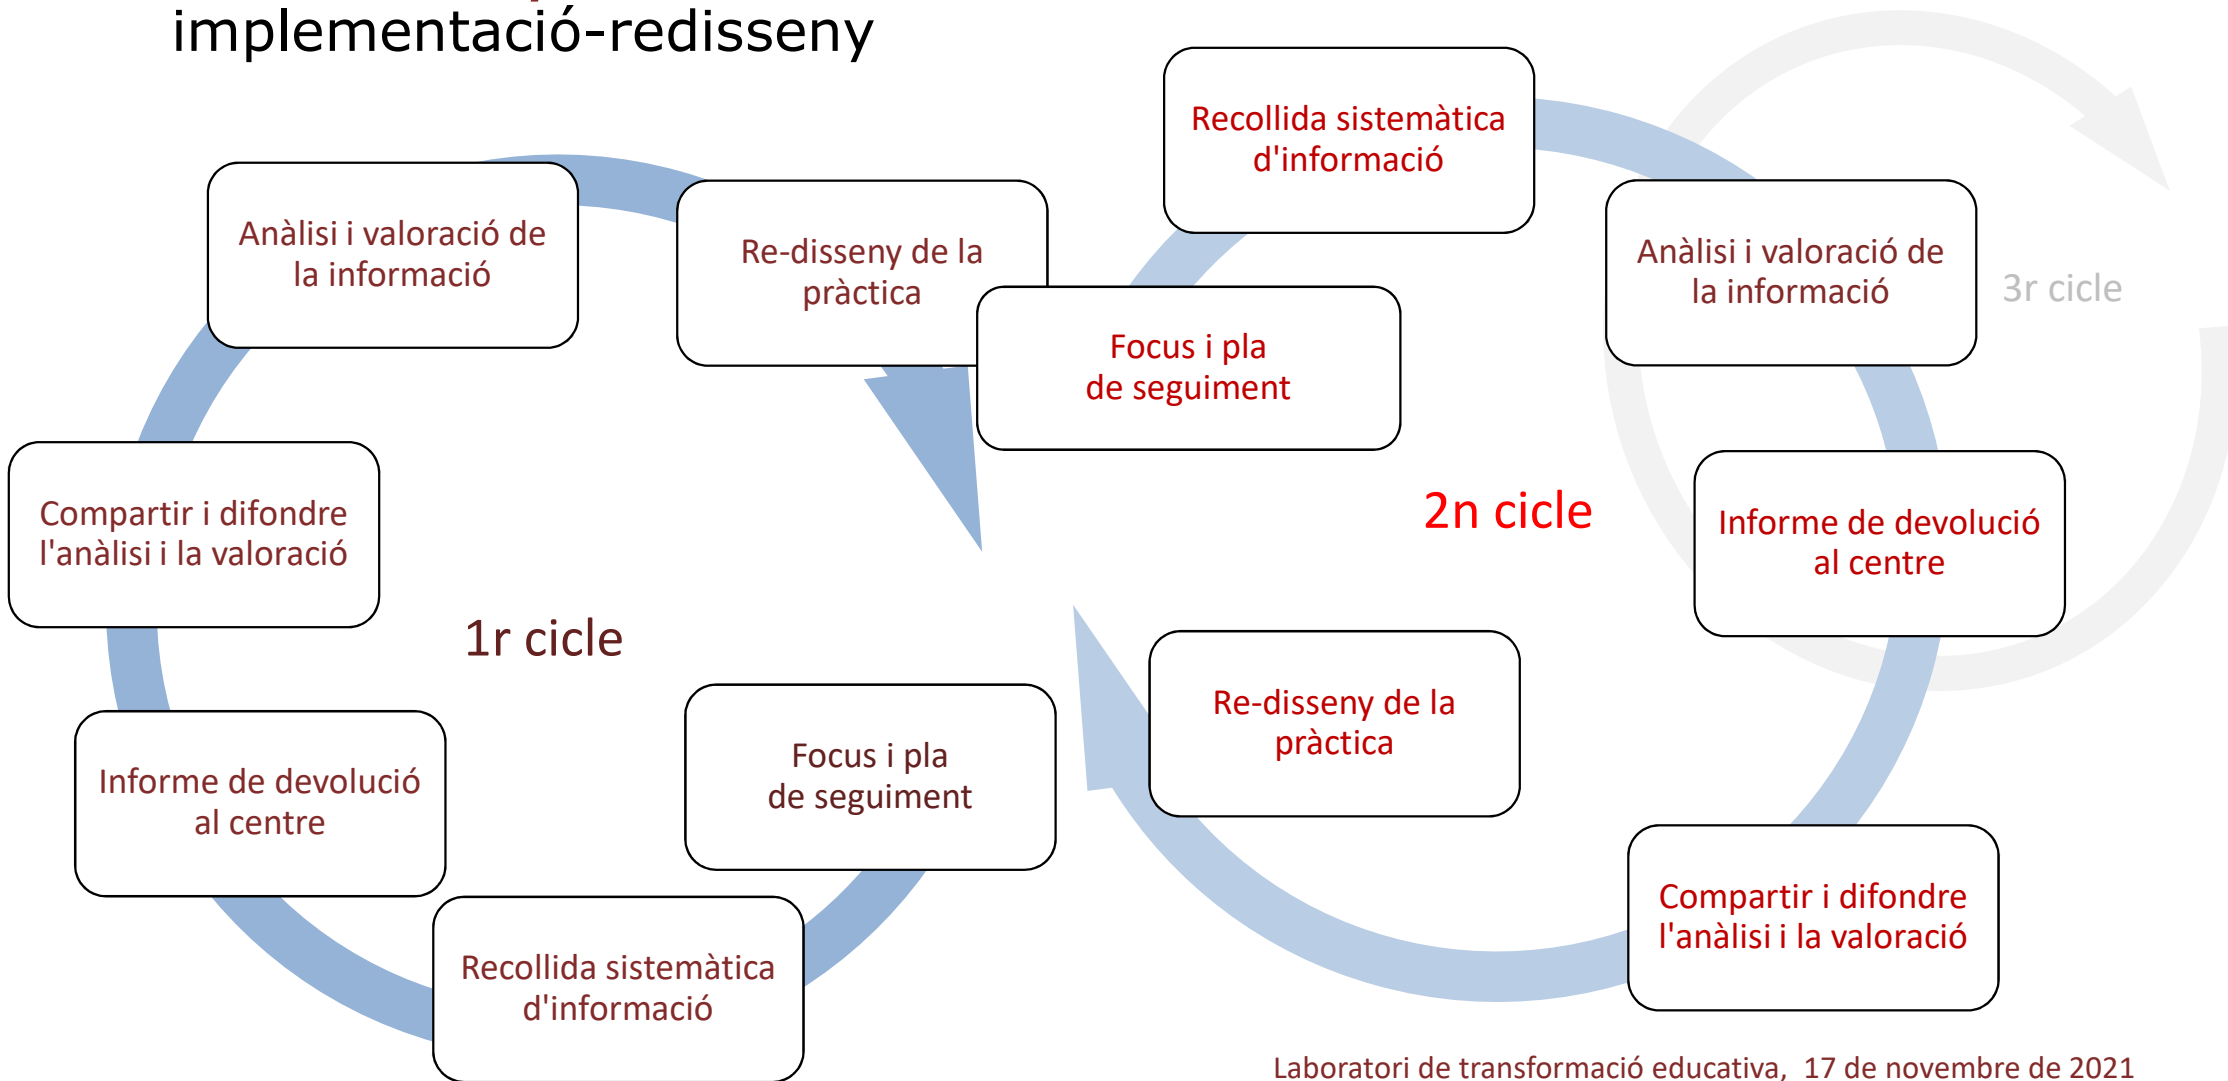 implementació-redisseny
Anàlisi i valoració de
la informació
Re-disseny de la
pràctica
Compartir i difondre
l'anàlisi i la valoració
1r cicle
Informe de devolució
al centre
Focus i pla
de seguiment
Recollida sistemàtica
d'informació
Recollida sistemàtica
d'informació
Focus i pla
de seguiment
Anàlisi i valoració de
la informació
3r cicle
2n cicle
Informe de devolució
al centre
Re-disseny de la
pràctica
Compartir i difondre
l'anàlisi i la valoració
Laboratori de transformació educativa, 17 de novembre de 2021